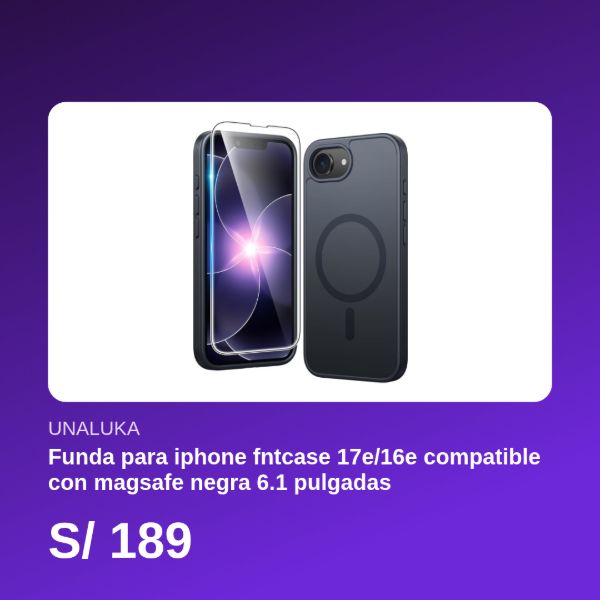 UNALUKA
Funda para iphone fntcase 17e/16e compatible
con magsafe negra 6.1 pulgadas
S/ 189